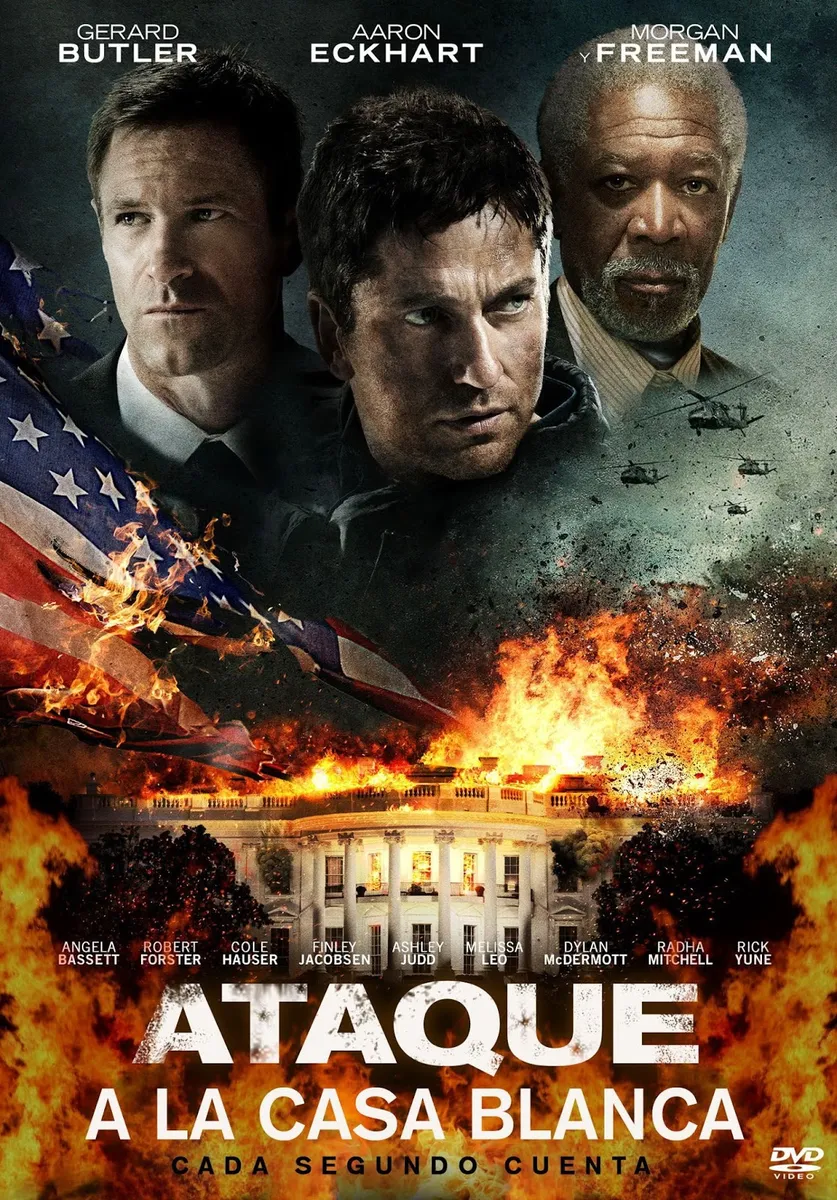 GERARD
BUTLER
AARON
ECKHART
MORGAN
Y FREEMAN
ANGELA
BASSETT
ROBERT
FORSTER
COLE
HAUSER
FINLEY
JACOBSEN
ASHLEY
JUDD
MELISSA
LEO
DYLAN
McDERMOTT
RADHA
MITCHELL
RICK
YUNE
ATAQUE
A LA CASA BLANCA
CADA SEGUNDO CUENTA
DVD
VIDEO